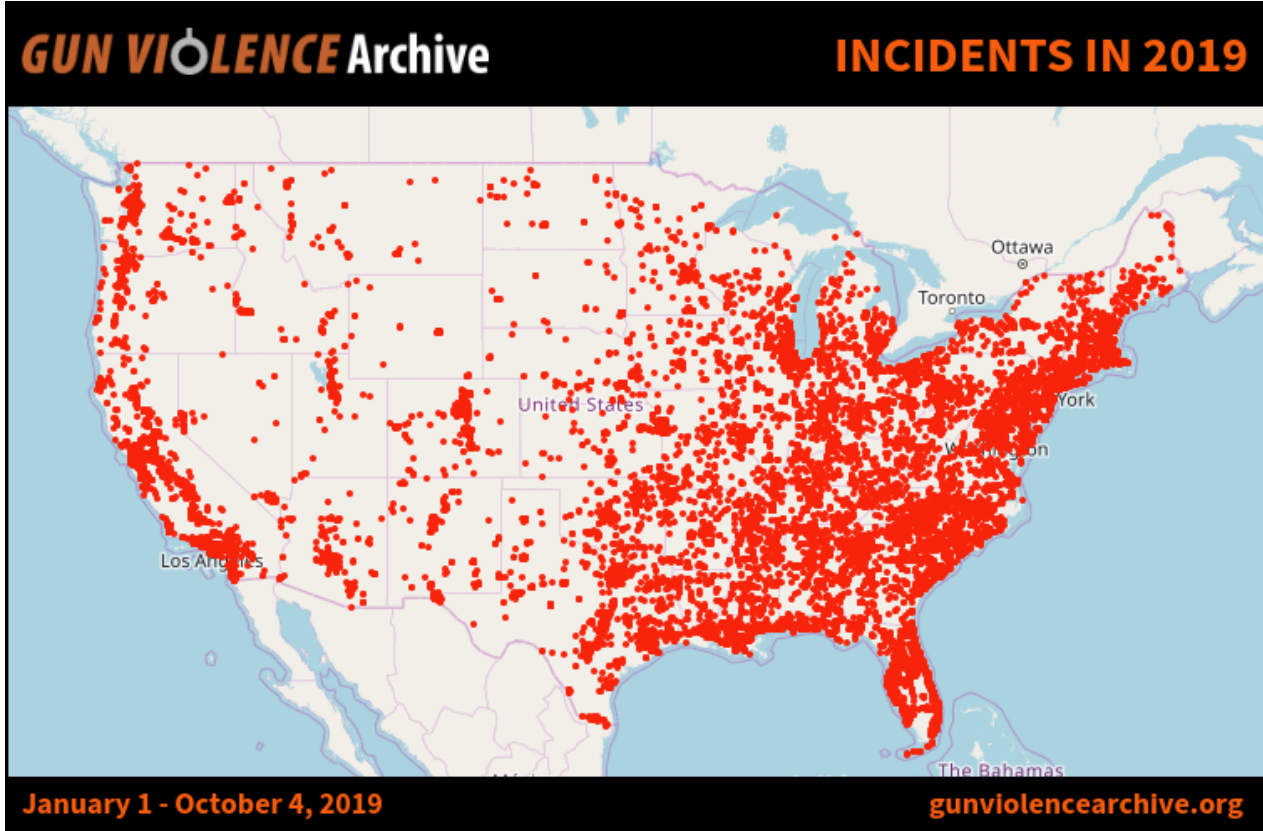 GUN VIOLENCE Archive
INCIDENTS IN 2019
Ottawa
Toronto
United States
York
Washington
Los Angeles
The Bahamas
January 1 - October 4, 2019
gunviolencearchive.org